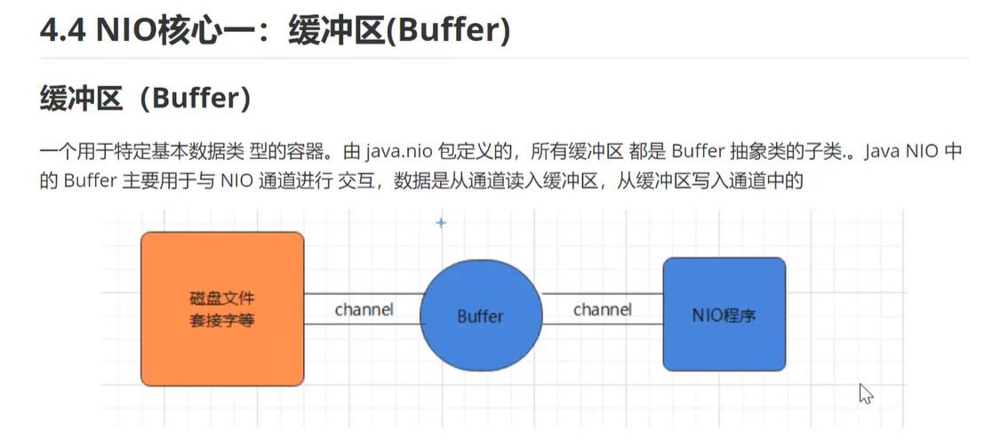 4.4 NIO核心一：缓冲区(Buffer)
缓冲区（Buffer）
一个用于特定基本数据类 型的容器。由 java.nio 包定义的，所有缓冲区 都是 Buffer 抽象类的子类.。Java NIO 中
的 Buffer 主要用于与 NIO 通道进行 交互，数据是从通道读入缓冲区，从缓冲区写入通道中的
磁盘文件
套接字等
channel
Buffer
channel
NIO程序